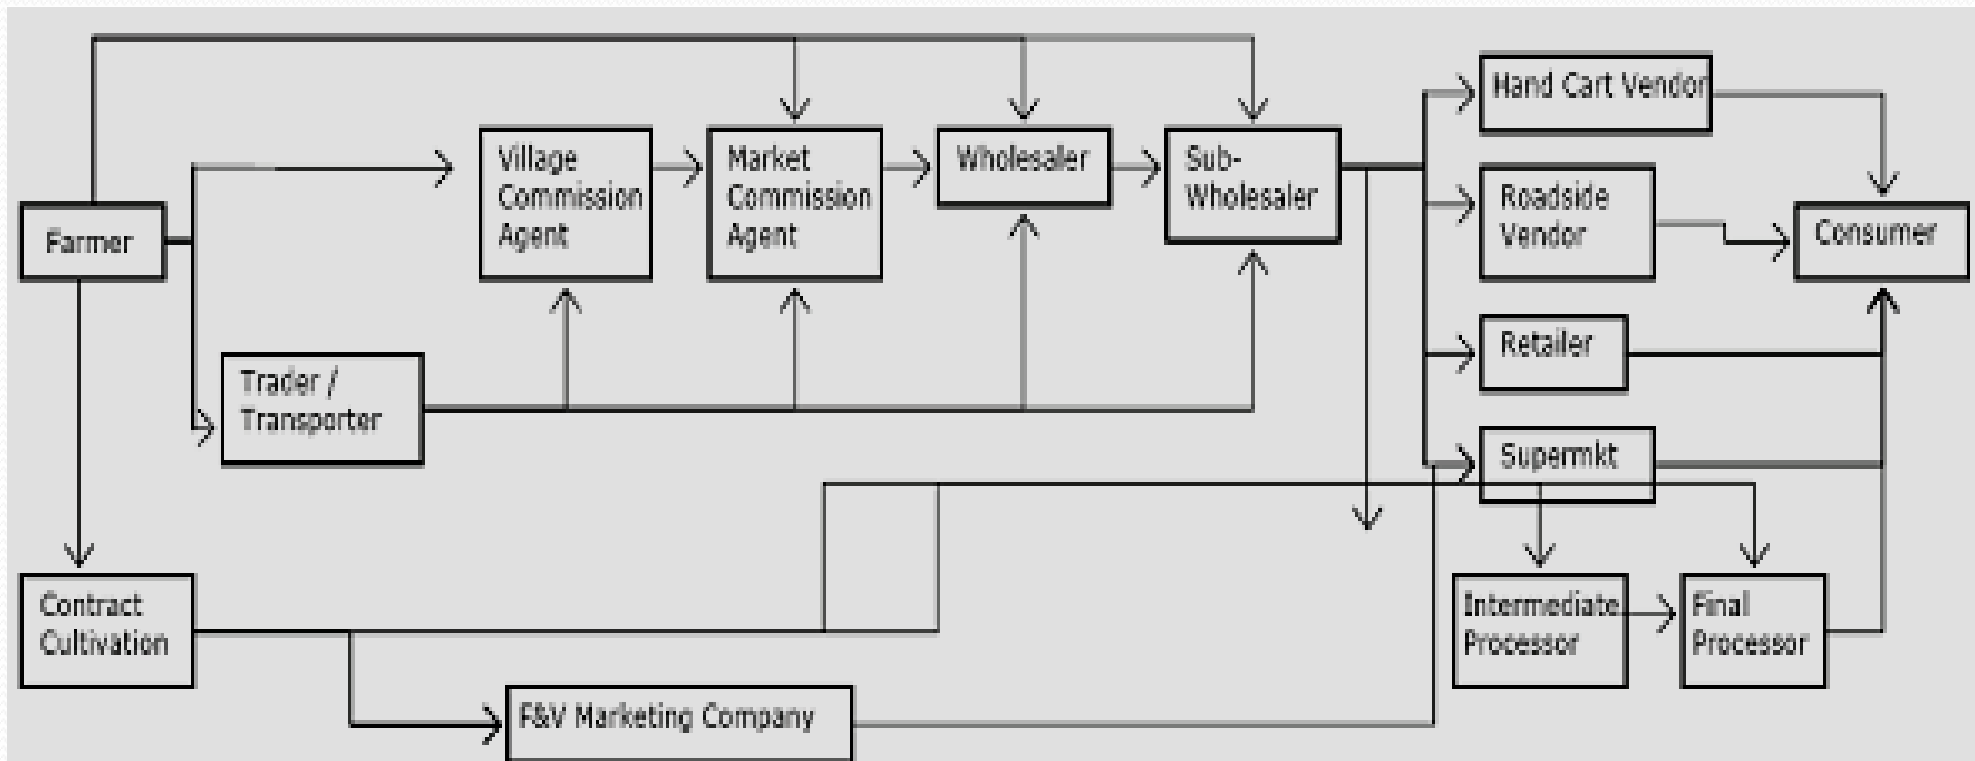 Hand Cart Vendor
Village
Commission
Agent
Market
Commission
Agent
Wholesaler
Sub-
Wholesaler
Roadside
Vendor
Farmer
Consumer
Trader /
Transporter
Retailer
Supermkt
Contract
Cultivation
Intermediate
Processor
Final
Processor
F&V Marketing Company